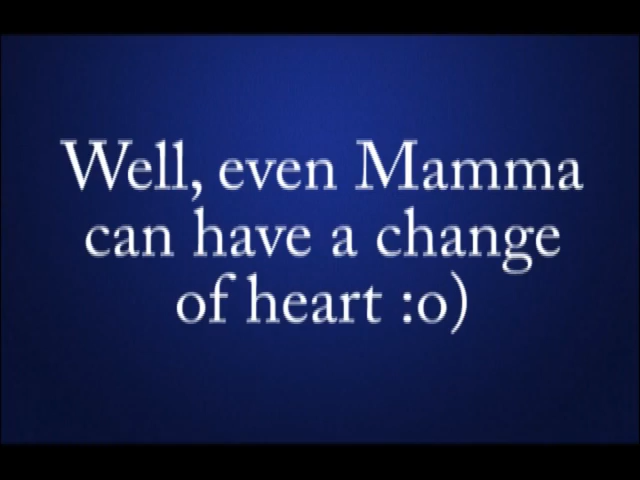 Well, even Mamma
can have a change
of heart :o)